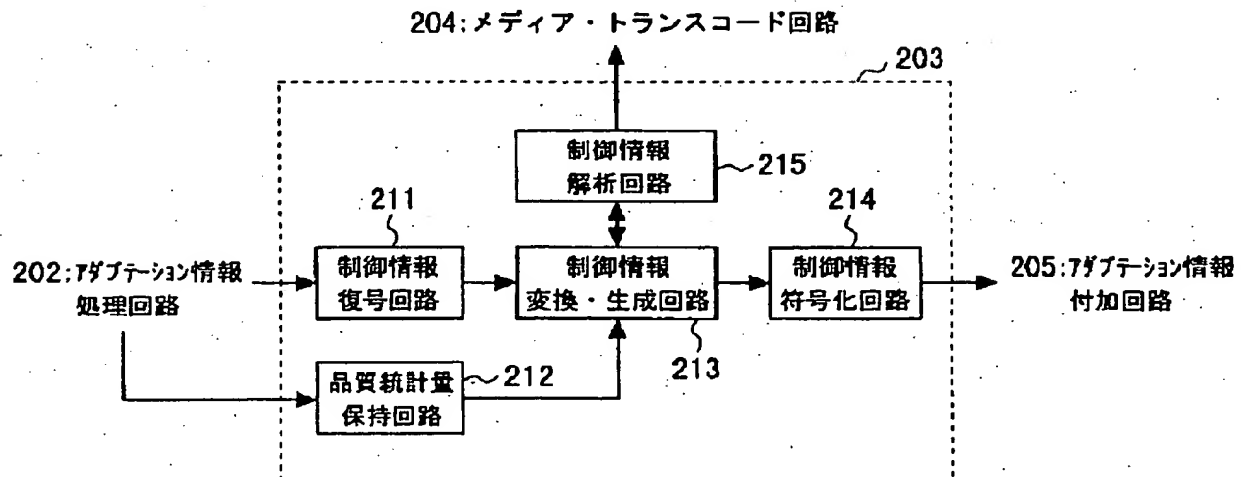 204:メディア・トランスコード回路
203
制御情報
解析回路
215
211
214
202:アダプテーション情報
処理回路
制御情報
復号回路
制御情報
変換・生成回路
制御情報
符号化回路
205:アダプテーション情報
付加回路
213
品質統計量
保持回路
212